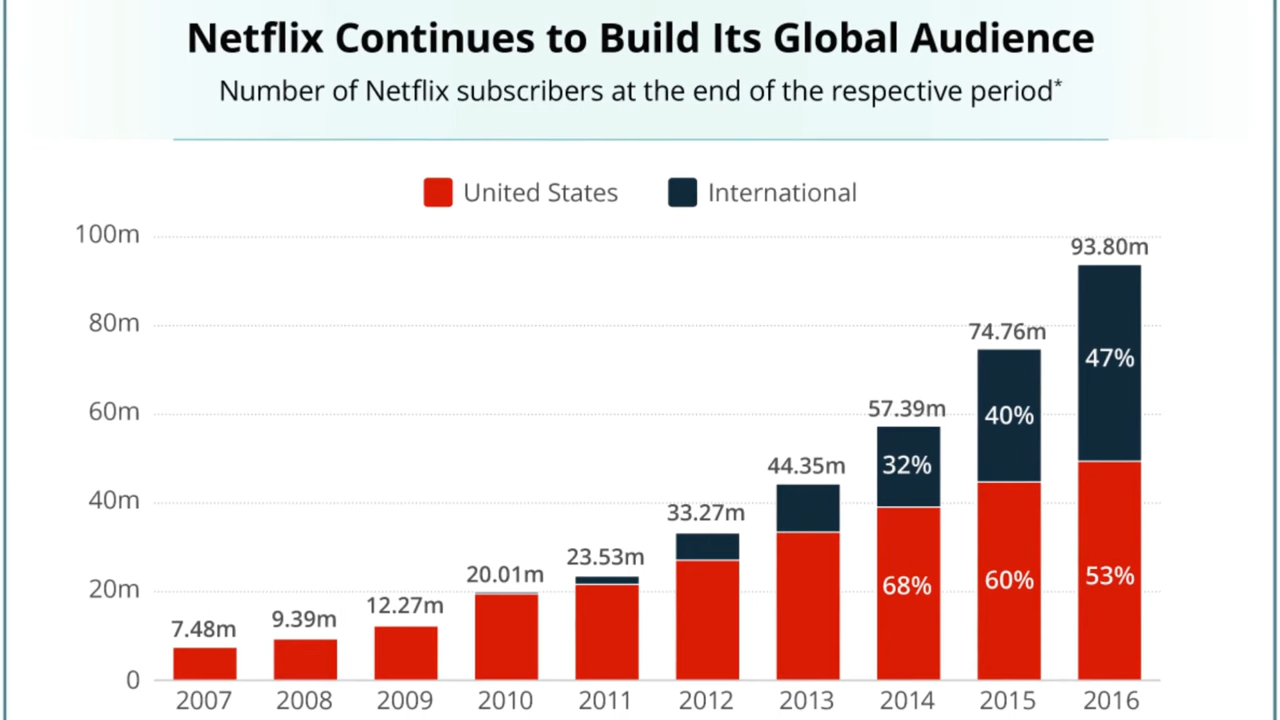 Netflix Continues to Build Its Global Audience
Number of Netflix subscribers at the end of the respective period*
United States International
100m
80m
60m
40m
20m
0
7.48m
9.39m
12.27m
20.01m
23.53m
33.27m
44.35m
57.39m
32%
68%
74.76m
40%
60%
93.80m
47%
53%
2007 2008 2009 2010 2011 2012 2013 2014 2015 2016